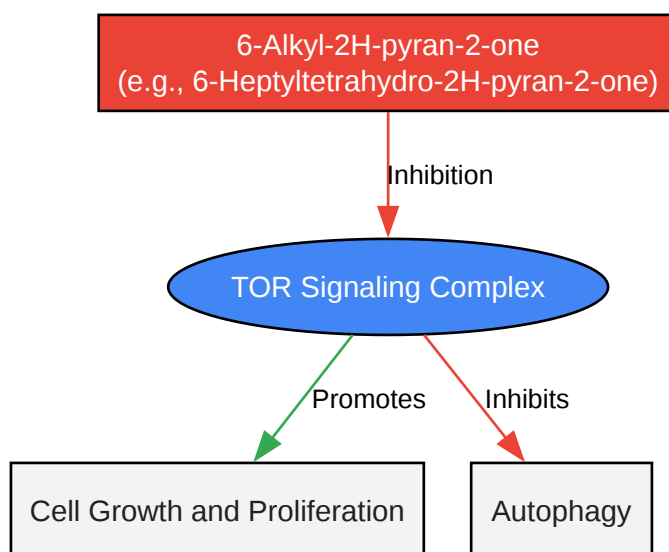 6-Alkyl-2H-pyran-2-one
(e.g., 6-Heptyltetrahydro-2H-pyran-2-one)
Inhibition
TOR Signaling Complex
Promotes
Inhibits
Cell Growth and Proliferation
Autophagy